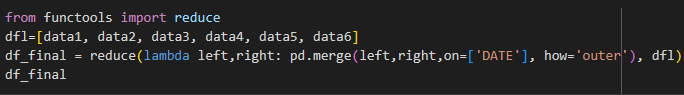 from functools import reduce
dfl=[data1, data2, data3, data4, data5, data6]
df_final = reduce(lambda left,right: pd.merge(left,right,on=['DATE'], how='outer'), dfl)
df_final